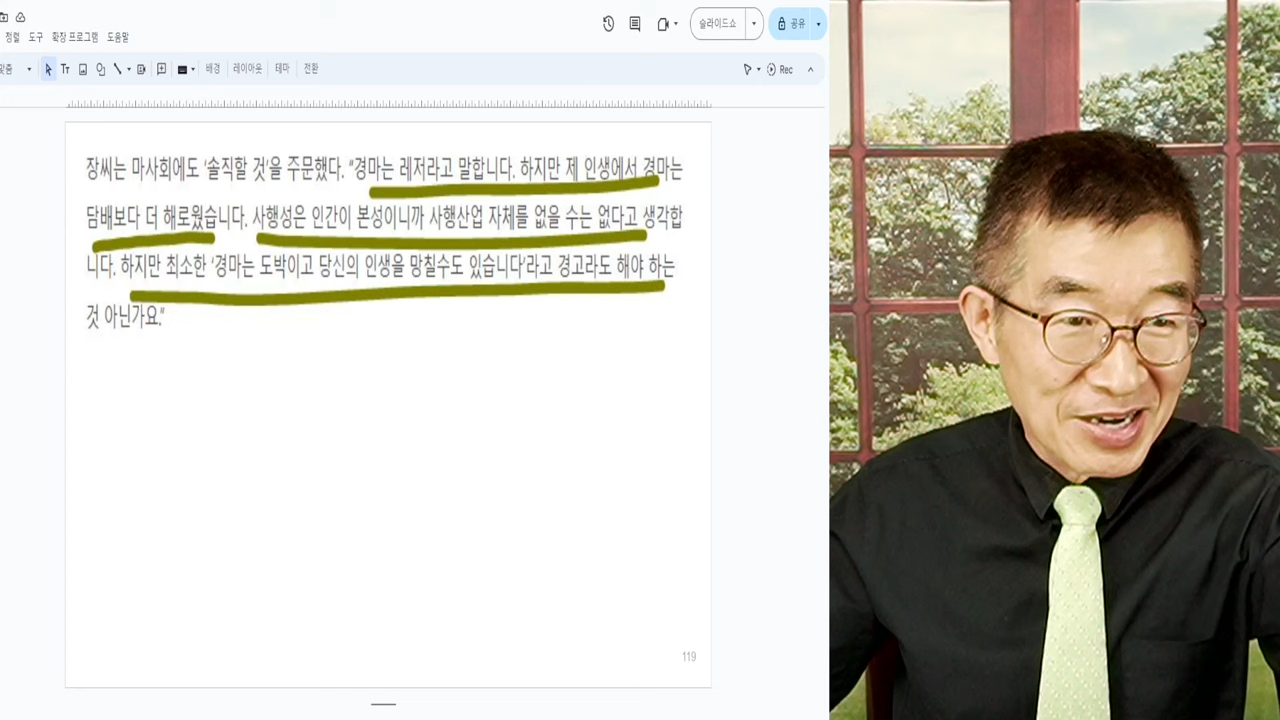 정렬 도구 확장 프로그램 도움말
슬라이드쇼
공유
맞춤
Tr
배경 레이아웃 테마 전환
Rec
장씨는 마사회에도 ‘솔직할 것’을 주문했다. “경마는 레저라고 말합니다. 하지만 제 인생에서 경마는
담배보다 더 해로웠습니다. 사행성은 인간이 본성이니까 사행산업 자체를 없을 수는 없다고 생각합
니다. 하지만 최소한 ‘경마는 도박이고 당신의 인생을 망칠수도 있습니다’라고 경고라도 해야 하는
것 아닌가요.”
119